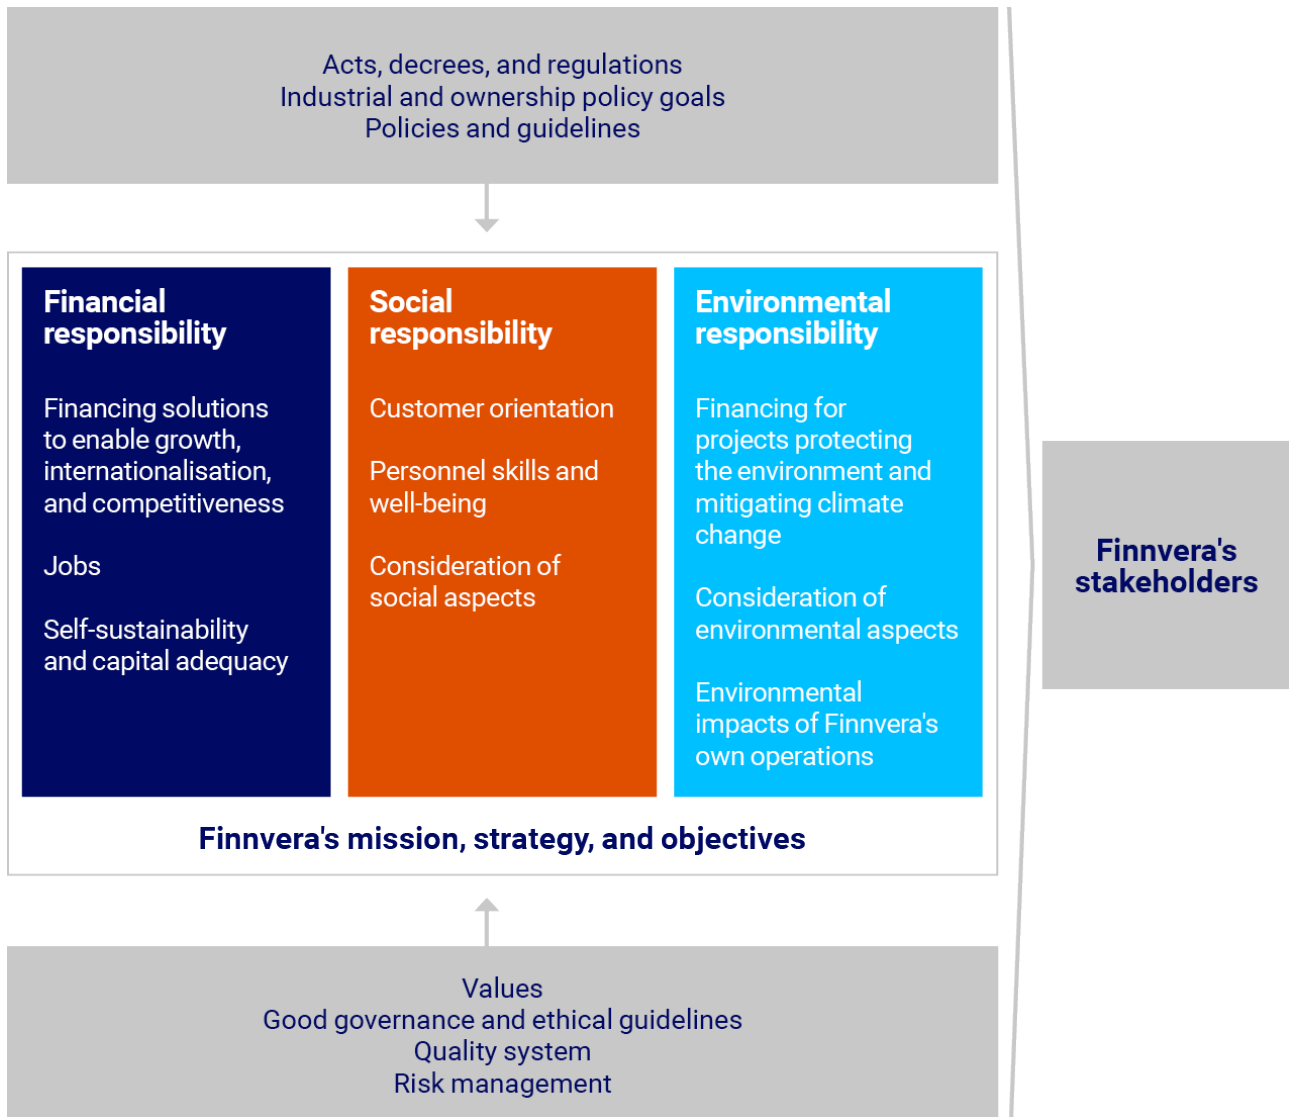 Acts, decrees, and regulations
Industrial and ownership policy goals
Policies and guidelines
Financial
responsibility
Financing solutions
to enable growth,
internationalisation,
and competitiveness
Jobs
Self-sustainability
and capital adequacy
Social
responsibility
Customer orientation
Personnel skills and
well-being
Consideration of
social aspects
Environmental
responsibility
Financing for
projects protecting
the environment and
mitigating climate
change
Consideration of
environmental aspects
Environmental
impacts of Finnvera's
own operations
Finnvera's mission, strategy, and objectives
Values
Good governance and ethical guidelines
Quality system
Risk management
Finnvera's
stakeholders